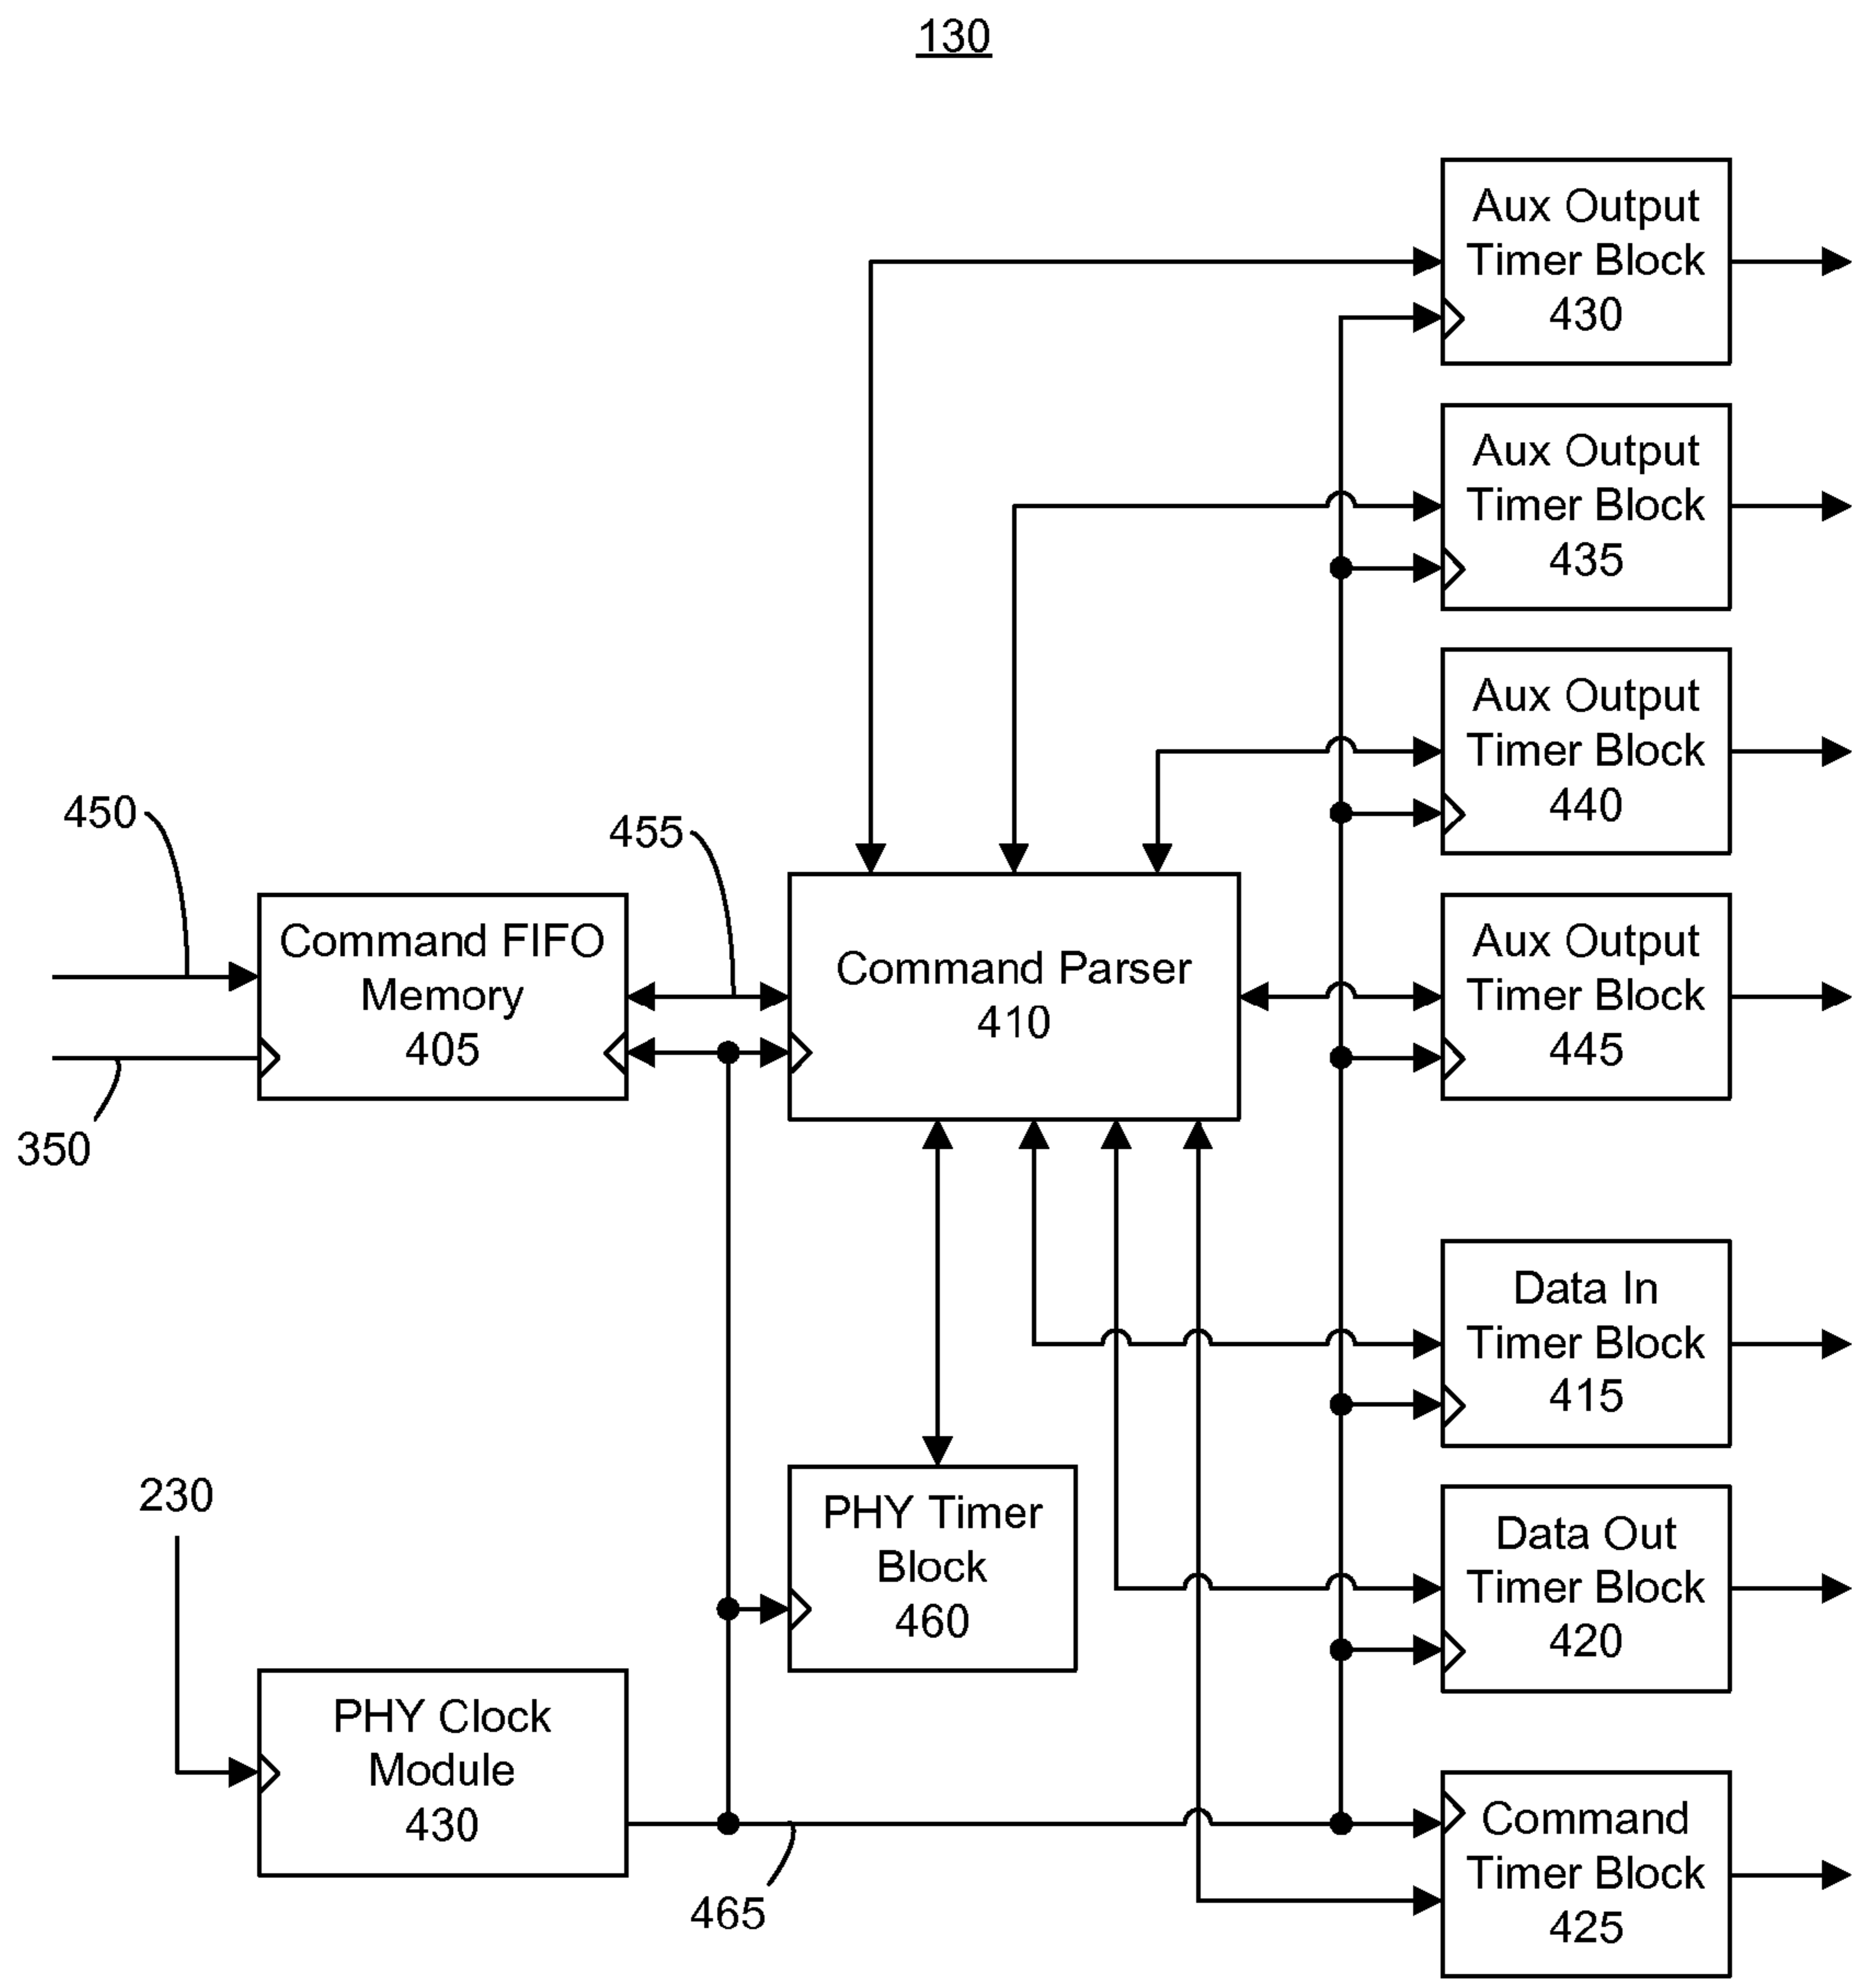 130
Aux Output
Timer Block
430
Aux Output
Timer Block
435
Aux Output
Timer Block
440
450
455
Command FIFO
Memory
405
Command Parser
410
Aux Output
Timer Block
445
350
Data In
Timer Block
415
230
PHY Timer
Block
460
Data Out
Timer Block
420
PHY Clock
Module
430
465
Command
Timer Block
425